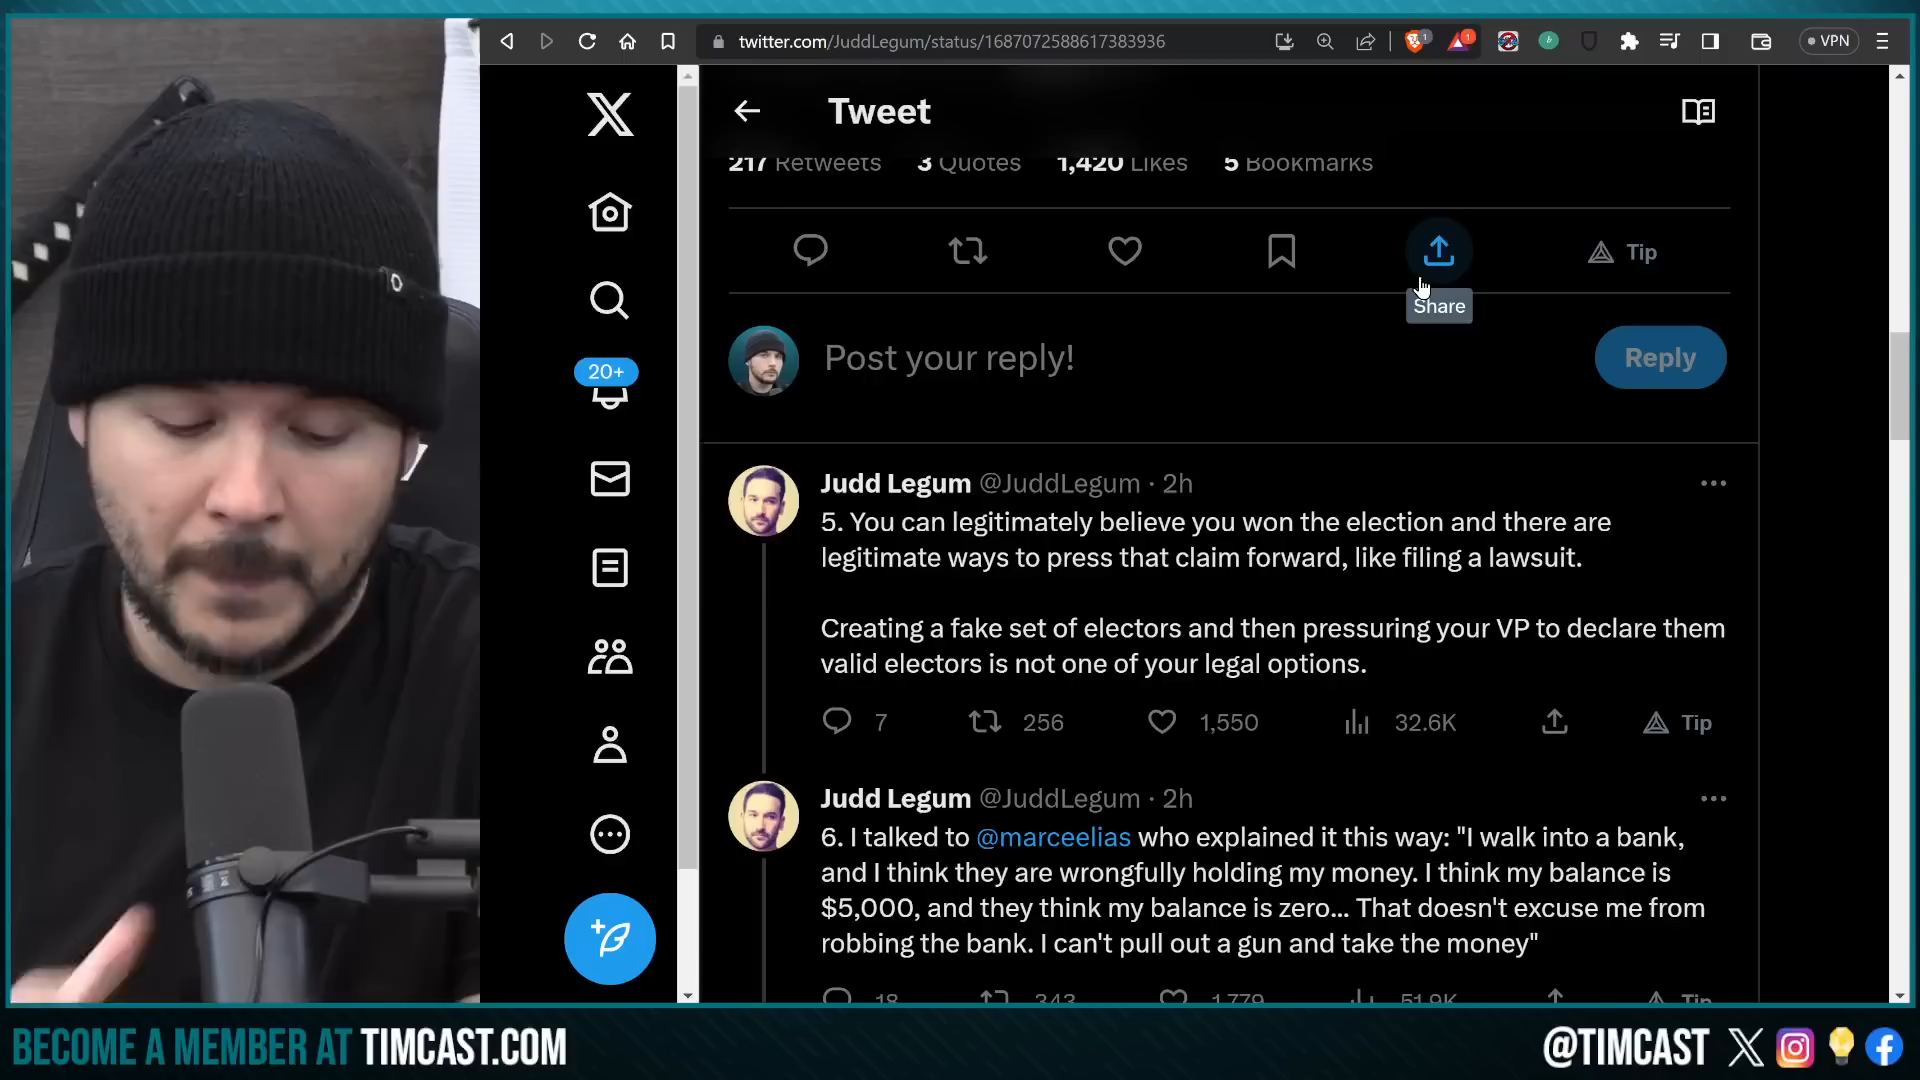 twitter.com/JuddLegum/status/1687072588617383936
1
1
VPN
Tweet
217 Retweets 3 Quotes 1,420 Likes 5 Bookmarks
Tip
Share
Post your reply!
Reply
20+
Judd Legum @JuddLegum · 2h
5. You can legitimately believe you won the election and there are
legitimate ways to press that claim forward, like filing a lawsuit.
Creating a fake set of electors and then pressuring your VP to declare them
valid electors is not one of your legal options.
7 256 1,550 32.6K Tip
Judd Legum @JuddLegum · 2h
6. I talked to @marceelias who explained it this way: "I walk into a bank,
and I think they are wrongfully holding my money. I think my balance is
$5,000, and they think my balance is zero... That doesn't excuse me from
robbing the bank. I can't pull out a gun and take the money"
18 343 1,779 51.9K Tip
BECOME A MEMBER AT TIMCAST.COM
@TIMCAST